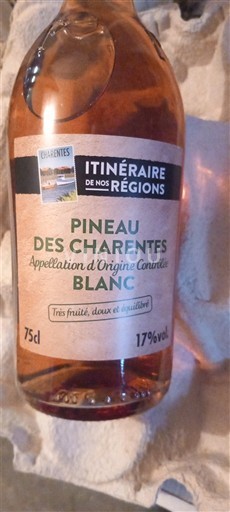 CHARENTES
ITINÉRAIRE
DE NOS RÉGIONS
PINEAU
DES CHARENTES
Appellation d'Origine Contrôlée
BLANC
Très fruité, doux et équilibré
75cl
17%vol.